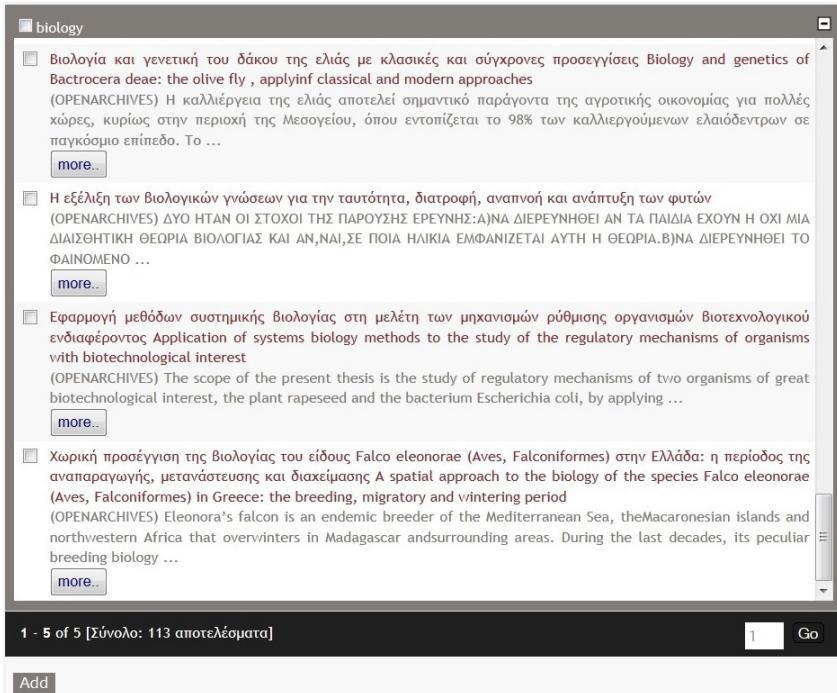 biology
Βιολογία και γενετική του δάκου της ελιάς με κλασικές και σύγχρονες προσεγγίσεις Biology and genetics of
Bactrocera deae: the olive fly , applyinf classical and modern approaches
(OPENARCHIVES) Η καλλιέργεια της ελιάς αποτελεί σημαντικό παράγοντα της αγροτικής οικονομίας για πολλές
χώρες, κυρίως στην περιοχή της Μεσογείου, όπου εντοπίζεται το 98% των καλλιεργούμενων ελαιόδεντρων σε
παγκόσμιο επίπεδο. Το ...
more..
Η εξέλιξη των βιολογικών γνώσεων για την ταυτότητα, διατροφή, αναπνοή και ανάπτυξη των φυτών
(OPENARCHIVES) ΔΥΟ ΗΤΑΝ ΟΙ ΣΤΟΧΟΙ ΤΗΣ ΠΑΡΟΥΣΗΣ ΕΡΕΥΝΗΣ:Α)ΝΑ ΔΙΕΡΕΥΝΗΘΕΙ ΑΝ ΤΑ ΠΑΙΔΙΑ ΕΧΟΥΝ Η ΟΧΙ ΜΙΑ
ΔΙΑΙΣΘΗΤΙΚΗ ΘΕΩΡΙΑ ΒΙΟΛΟΓΙΑΣ ΚΑΙ ΑΝ,ΝΑΙ,ΣΕ ΠΟΙΑ ΗΛΙΚΙΑ ΕΜΦΑΝΙΖΕΤΑΙ ΑΥΤΗ Η ΘΕΩΡΙΑ.Β)ΝΑ ΔΙΕΡΕΥΝΗΘΕΙ ΤΟ
ΦΑΙΝΟΜΕΝΟ ...
more..
Εφαρμογή μεθόδων συστημικής βιολογίας στη μελέτη των μηχανισμών ρύθμισης οργανισμών βιοτεχνολογικού
ενδιαφέροντος Application of systems biology methods to the study of the regulatory mechanisms of organisms
with biotechnological interest
(OPENARCHIVES) The scope of the present thesis is the study of regulatory mechanisms of two organisms of great
biotechnological interest, the plant rapeseed and the bacterium Escherichia coli, by applying ...
more..
Χωρική προσέγγιση της βιολογίας του είδους Falco eleonorae (Aves, Falconiformes) στην Ελλάδα: η περίοδος της
αναπαραγωγής, μετανάστευσης και διαχείμασης A spatial approach to the biology of the species Falco eleonorae
(Aves, Falconiformes) in Greece: the breeding, migratory and wintering period
(OPENARCHIVES) Eleonora's falcon is an endemic breeder of the Mediterranean Sea, theMacaronesian islands and
northwestern Africa that overwinters in Madagascar andsurrounding areas. During the last decades, its peculiar
breeding biology ...
more..
1 - 5 of 5 [Σύνολο: 113 αποτελέσματα] 1 Go
Add